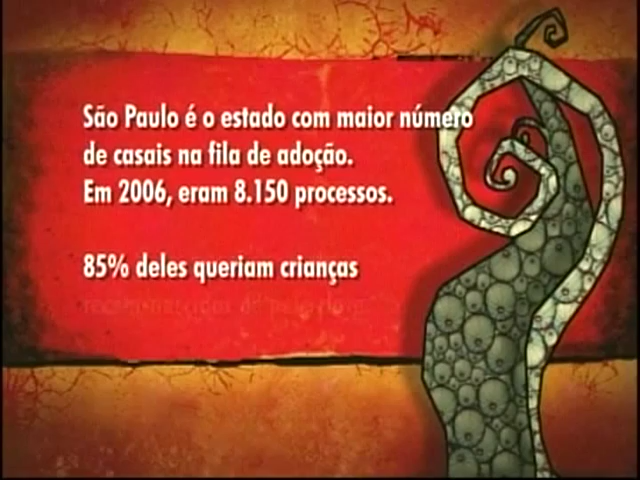 São Paulo é o estado com maior número
de casais na fila de adoção.
Em 2006, eram 8.150 processos.
85% deles queriam crianças